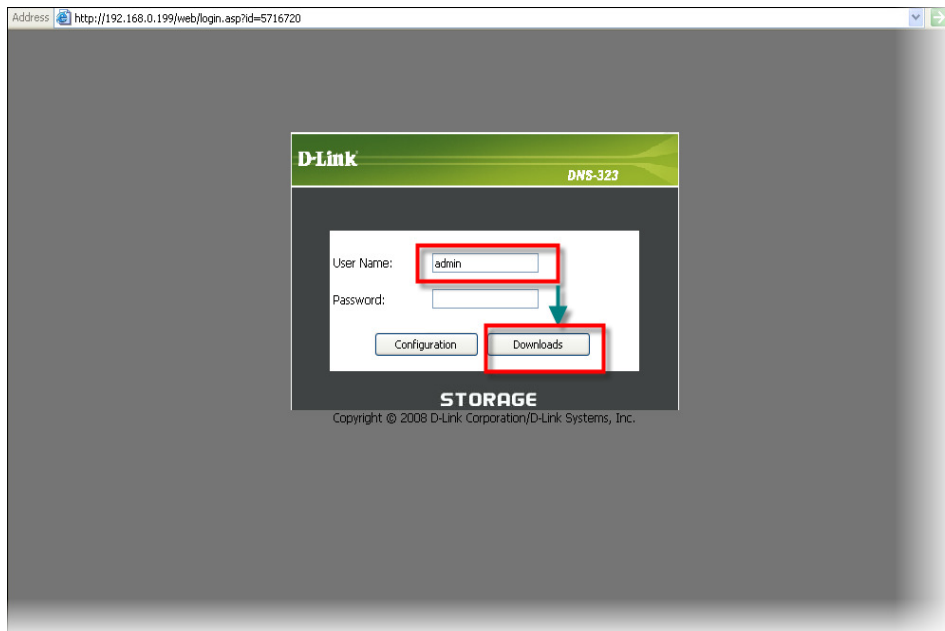 Address http://192.168.0.199/web/login.asp?id=5716720
D-Link
DNS-323
User Name: admin
Password:
Configuration Downloads
STORAGE
Copyright © 2008 D-Link Corporation/D-Link Systems, Inc.